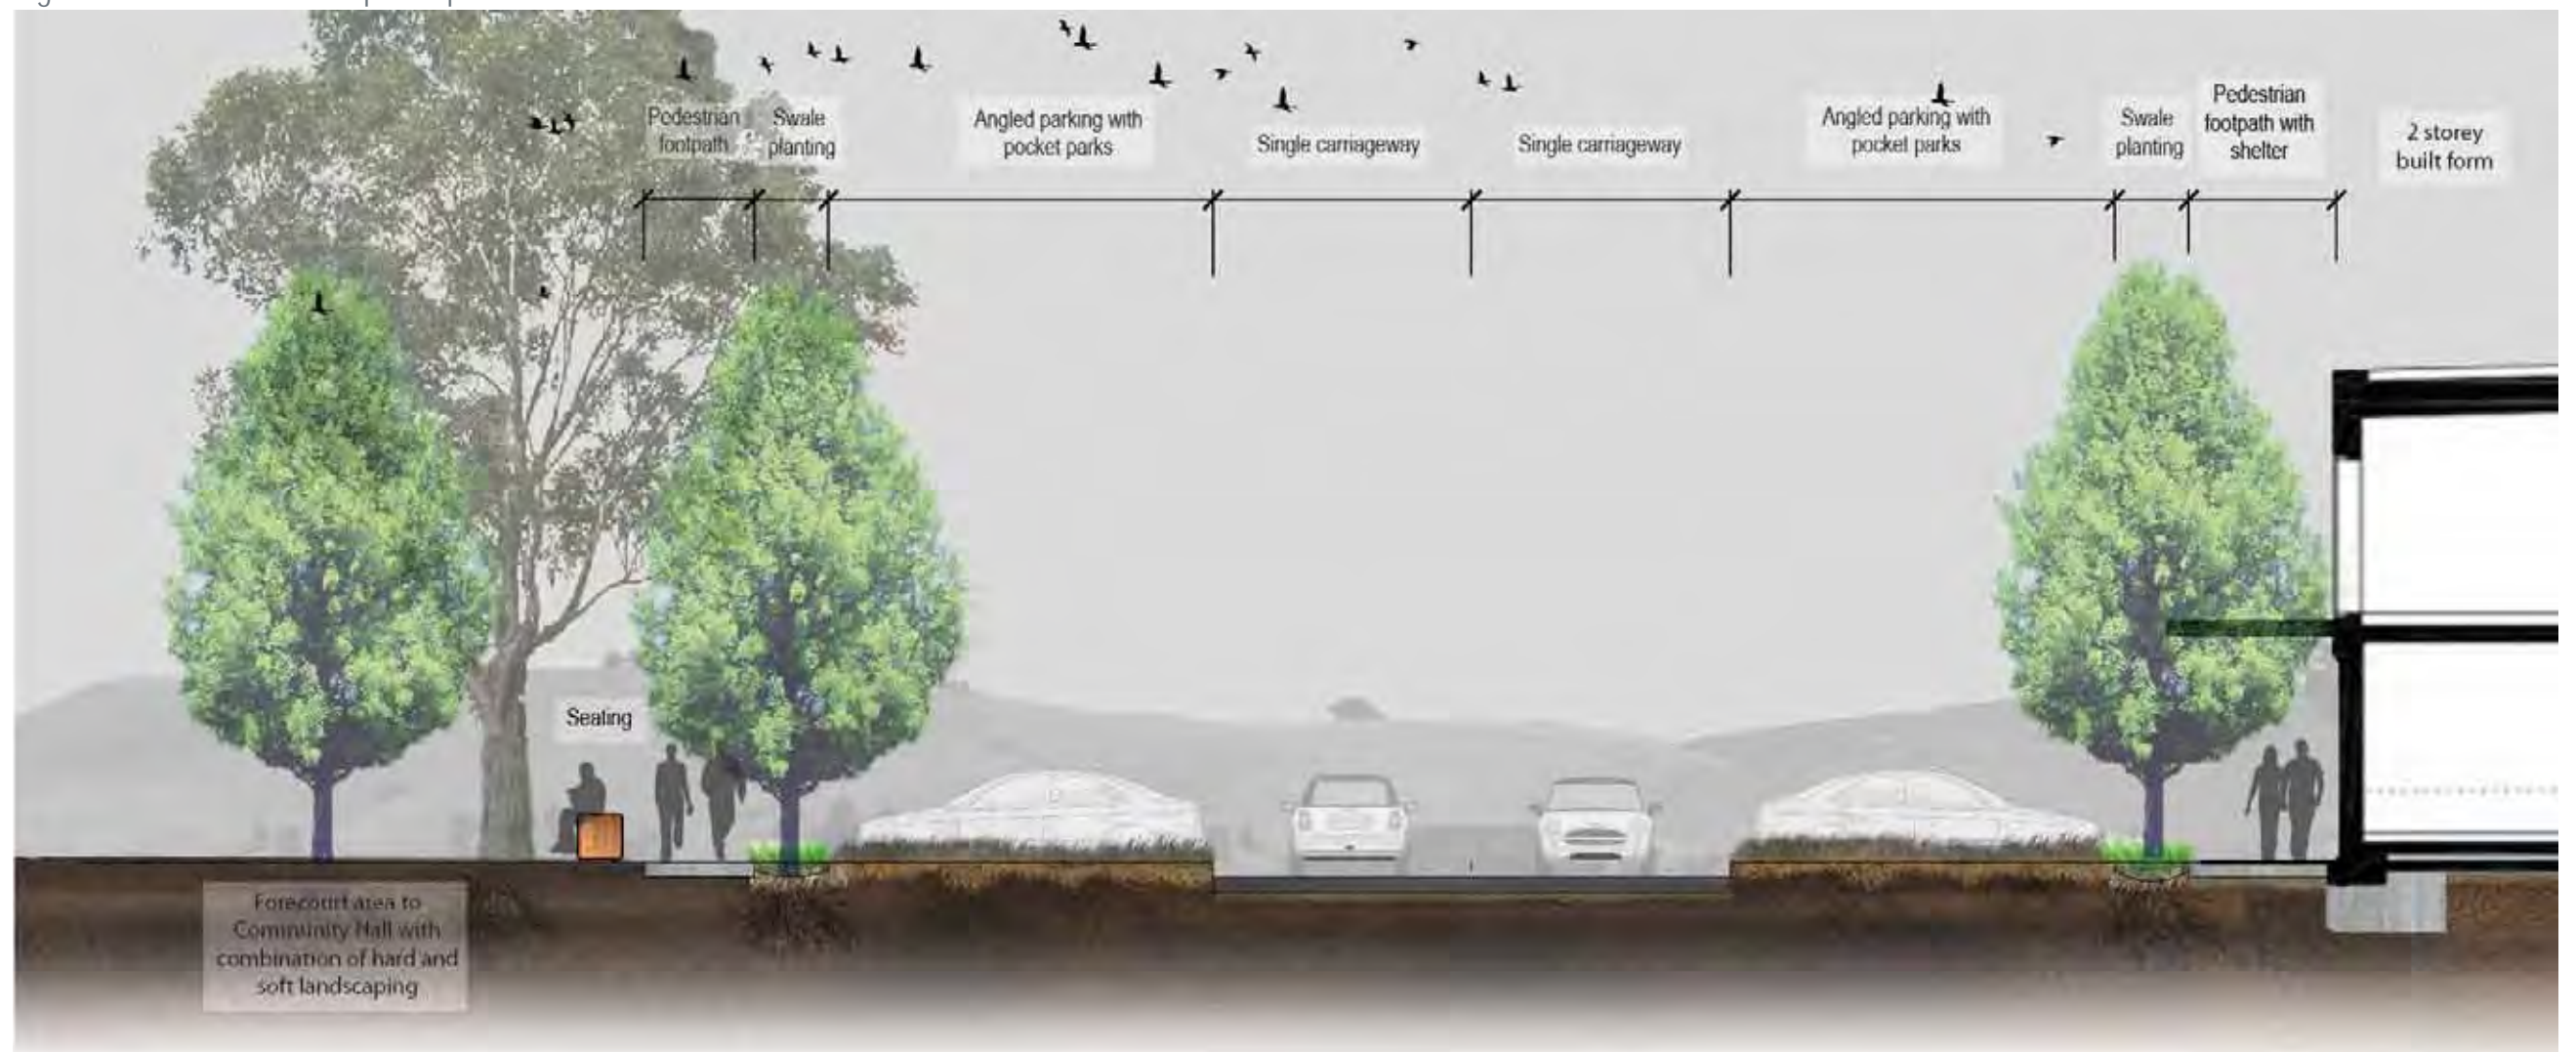 Pedestrian
footpath
Swale
planting
Angled parking with
pocket parks
Single carriageway
Single carriageway
Angled parking with
pocket parks
Swale
planting
Pedestrian
footpath with
shelter
2 storey
built form
Seating
Forecourt area to
Community Hall with
combination of hard and
soft landscaping